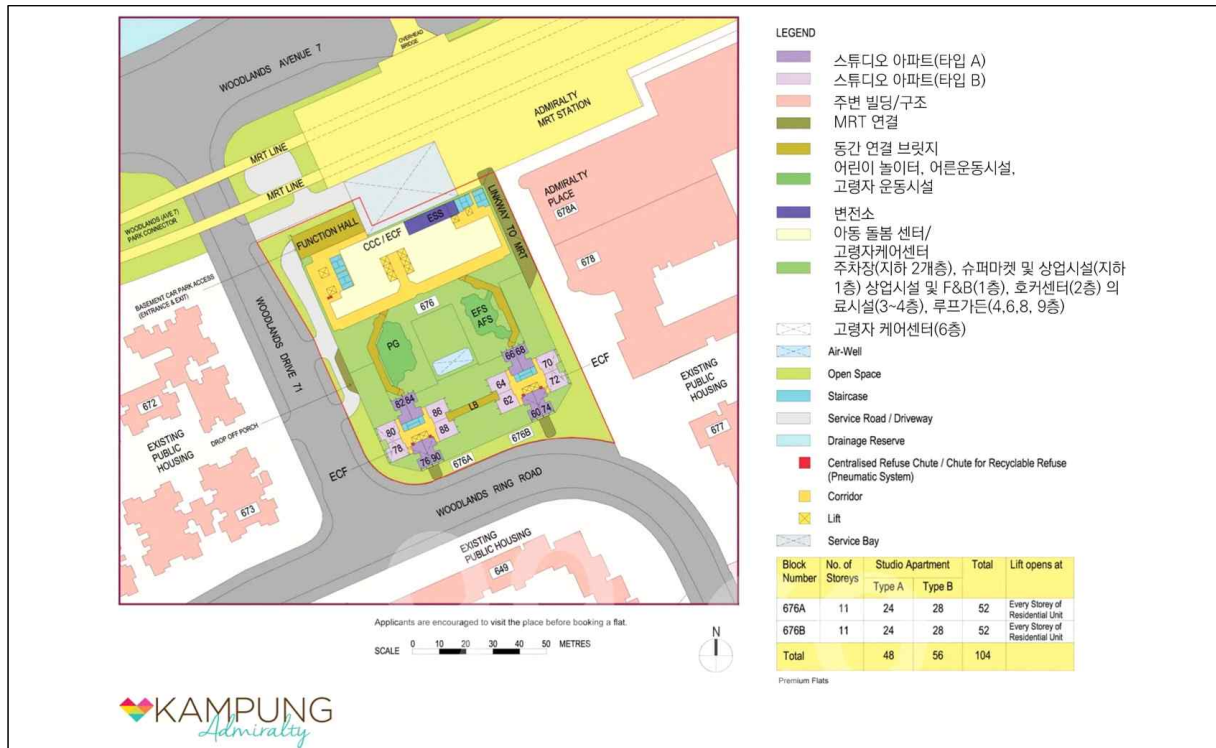 WOODLANDS AVENUE 7
OVERHEAD
BRIDGE
ADMIRALTY
MRT STATION
MRT LINE
MRT LINE
WOODLANDS (AVE 7)
PARK CONNECTOR
LINKWAY TO MRT
ADMIRALTY
PLACE
678A
678
FUNCTION HALL
CCC / ECF
ESS
BASEMENT CAR PARK ACCESS
(ENTRANCE & EXIT)
WOODLANDS DRIVE 71
676
EFS
AFS
PG
ECF
66 68
70
64
72
62
60 74
82 84
86
80
88
78
76 90
LB
676B
676A
ECF
DROP OFF PORCH
672
EXISTING
PUBLIC
HOUSING
673
EXISTING
PUBLIC
HOUSING
677
WOODLANDS RING ROAD
EXISTING
PUBLIC HOUSING
649
Applicants are encouraged to visit the place before booking a flat.
SCALE 0 10 20 30 40 50 METRES
N
LEGEND
스튜디오 아파트(타입 A)
스튜디오 아파트(타입 B)
주변 빌딩/구조
MRT 연결
동간 연결 브릿지
어린이 놀이터, 어른운동시설,
고령자 운동시설
변전소
아동 돌봄 센터/
고령자케어센터
주차장(지하 2개층), 슈퍼마켓 및 상업시설(지하
1층) 상업시설 및 F&B(1층), 호커센터(2층) 의
료시설(3~4층), 루프가든(4,6,8, 9층)
고령자 케어센터(6층)
Air-Well
Open Space
Staircase
Service Road / Driveway
Drainage Reserve
Centralised Refuse Chute / Chute for Recyclable Refuse
(Pneumatic System)
Corridor
Lift
Service Bay
Block Number No. of Storeys Studio Apartment Total Lift opens at
Type A Type B
676A 11 24 28 52 Every Storey of Residential Unit
676B 11 24 28 52 Every Storey of Residential Unit
Total 48 56 104
Premium Flats
KAMPUNG
Admiralty